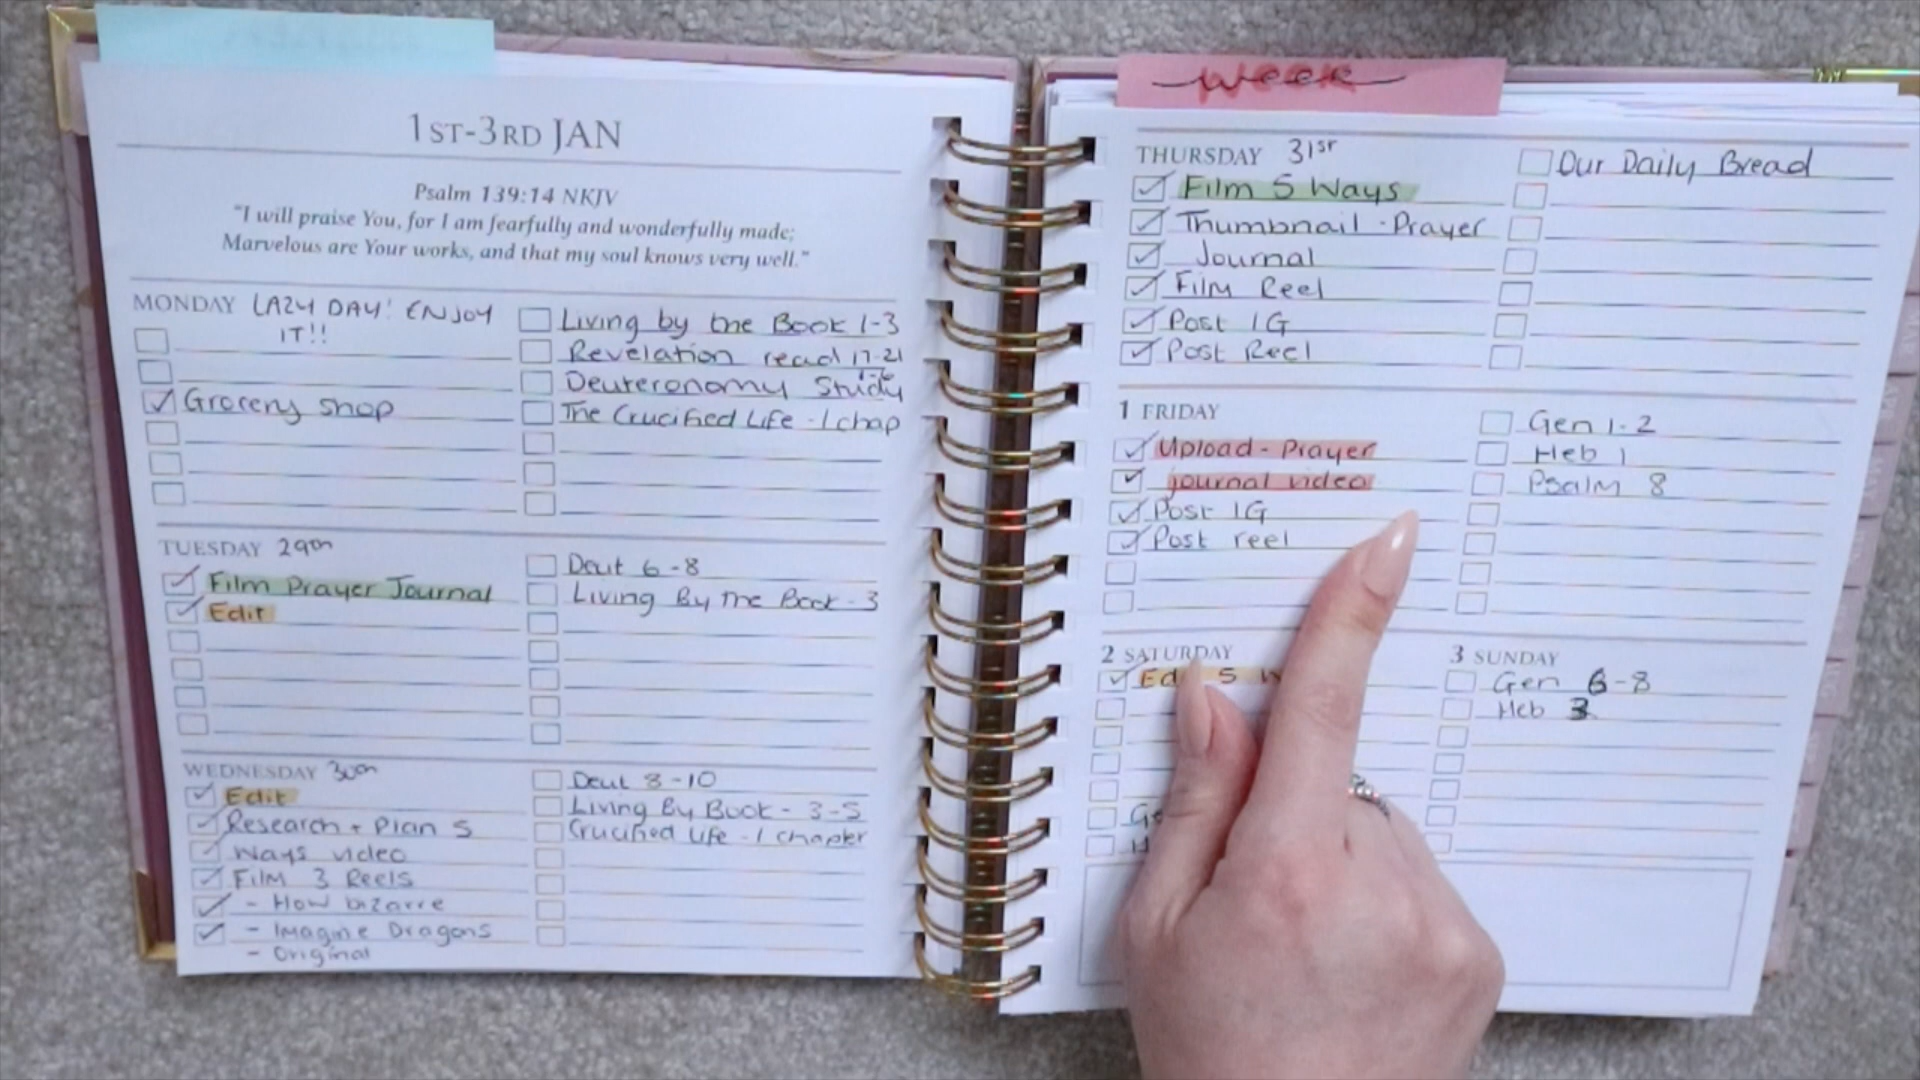 1ST-3RD JAN
Psalm 139:14 NKJV
"I will praise You, for I am fearfully and wonderfully made;
Marvelous are Your works, and that my soul knows very well."
MONDAY LAZY DAY! ENJOY
IT!!
Grocery Shop
Living by the Book 1-3
Revelation read 17-21
Deuteronomy Study
The Crucified Life - 1 chap
TUESDAY 29th
Film Prayer Journal
Edit
Deut 6-8
Living By The Book - 3
WEDNESDAY 30th
Edit
Research + Plan 5
Ways video
Film 3 Reels
- How bizarre
- Imagine Dragons
- Original
Deut 8-10
Living By Book - 3-5
Crucified Life - 1 chapter
week
THURSDAY 31st
Film 5 Ways
Thumbnail - Prayer
Journal
Film Reel
Post IG
Post Reel
Our Daily Bread
1 FRIDAY
Upload - Prayer
journal video
Post IG
Post reel
Gen 1-2
Heb 1
Psalm 8
2 SATURDAY
5
3 SUNDAY
Gen 6-8
Heb 3